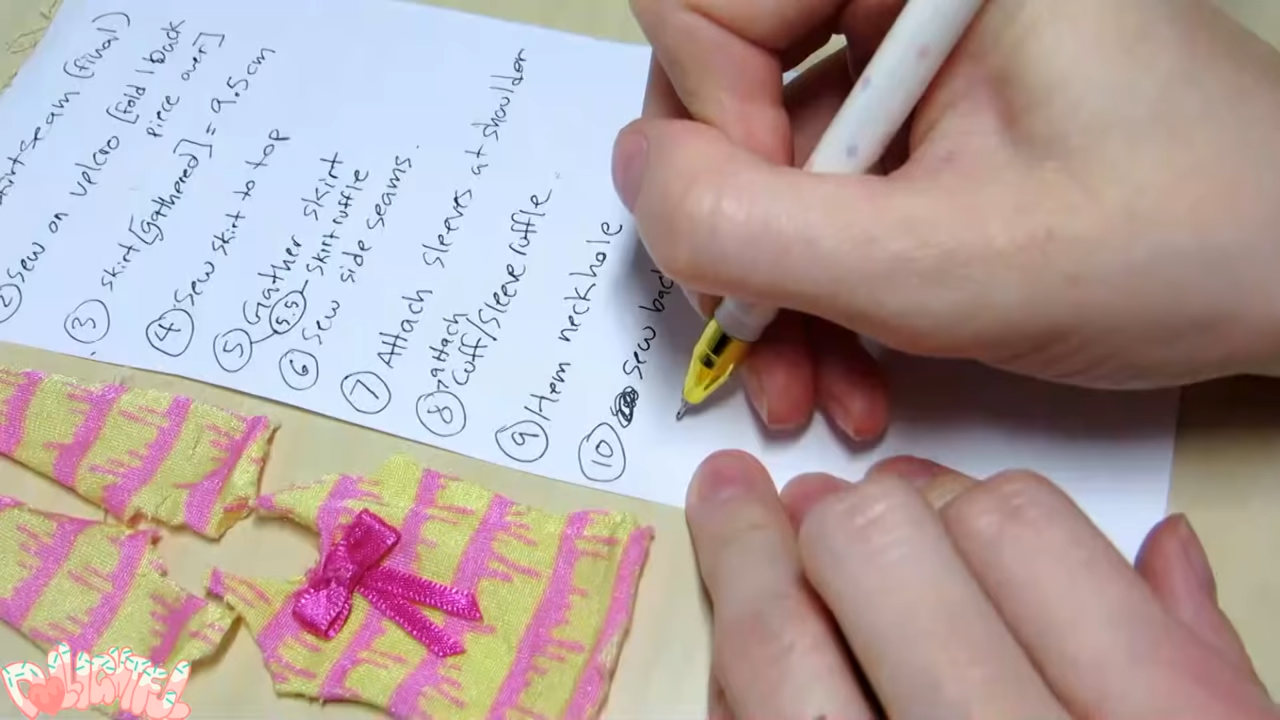 skirt seam (final)
② Sew on velcro [fold 1 back
piece over]
③ skirt [gathered] = 9.5cm
④ Sew skirt to top
⑤ Gather skirt
5.5 - skirt ruffle
⑥ Sew side seams.
⑦ Attach sleeves at shoulder
⑧ attach
cuff/sleeve ruffle
⑨ Hem neckhole
⑩ sew bac